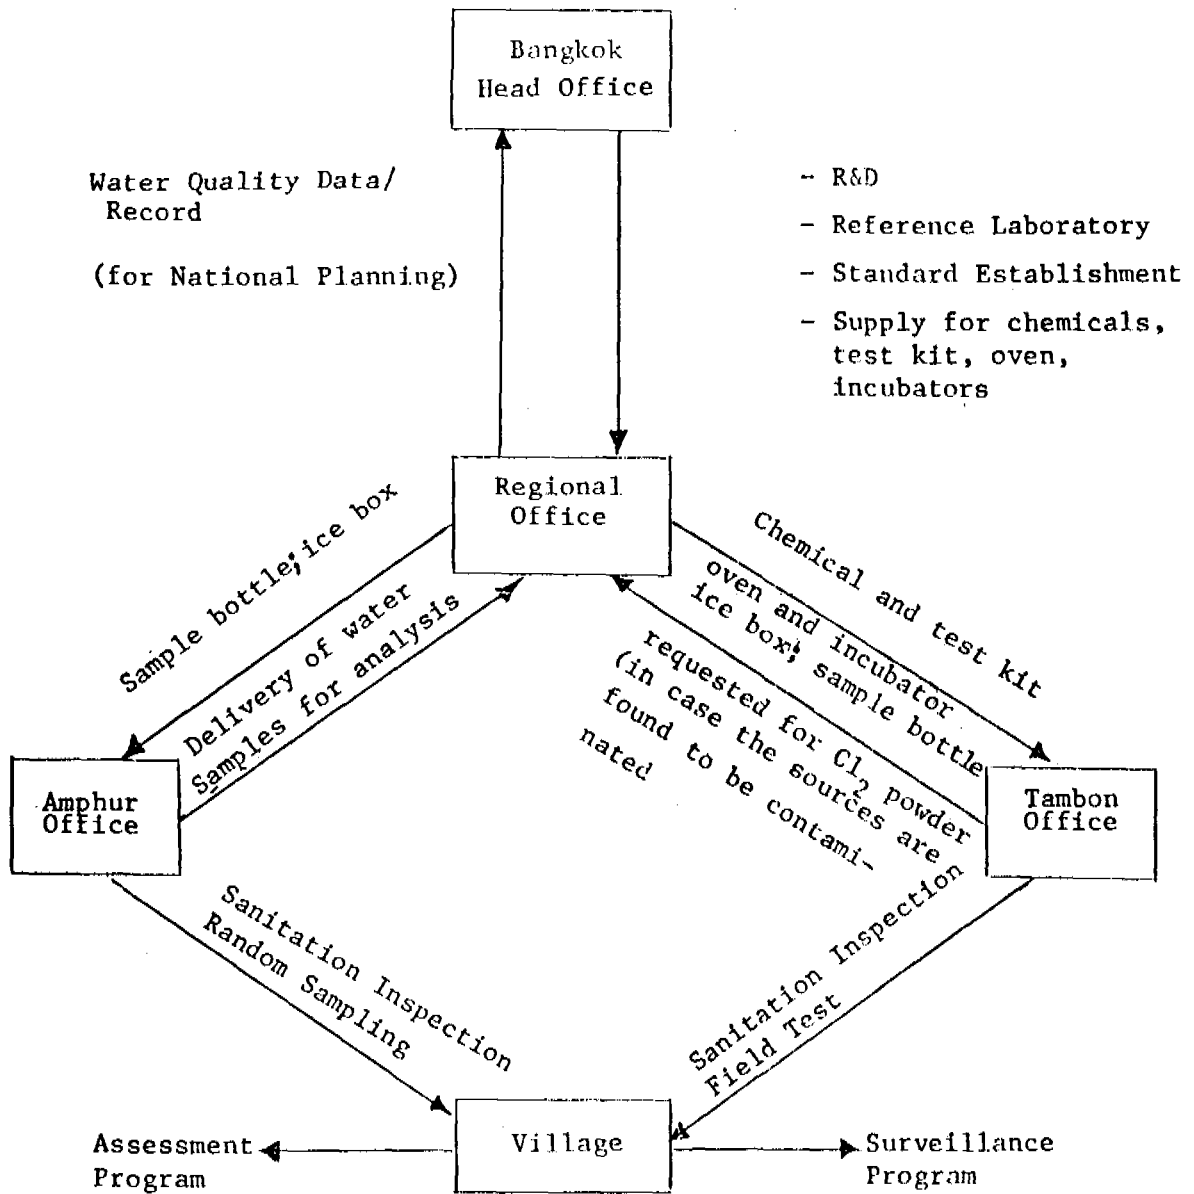 Bangkok
Head Office
Water Quality Data/
Record
(for National Planning)
- R&D
- Reference Laboratory
- Standard Establishment
- Supply for chemicals,
test kit, oven,
incubators
Regional
Office
Sample bottle; ice box
Delivery of water
Samples for analysis
Chemical and test kit
oven and incubator
ice box; sample bottle
requested for Cl₂ powder
(in case the sources are
found to be contami-
nated
Amphur
Office
Tambon
Office
Sanitation Inspection
Random Sampling
Sanitation Inspection
Field Test
Village
Assessment
Program
Surveillance
Program